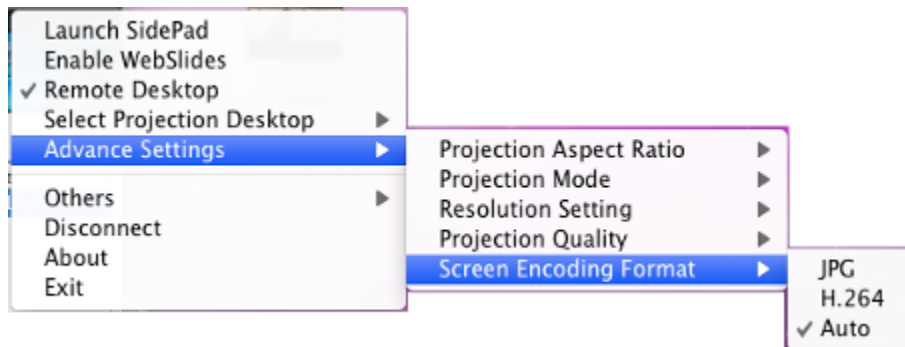 Launch SidePad
Enable WebSlides
✓ Remote Desktop
Select Projection Desktop
Advance Settings
Others
Disconnect
About
Exit
Projection Aspect Ratio
Projection Mode
Resolution Setting
Projection Quality
Screen Encoding Format
JPG
H.264
✓ Auto